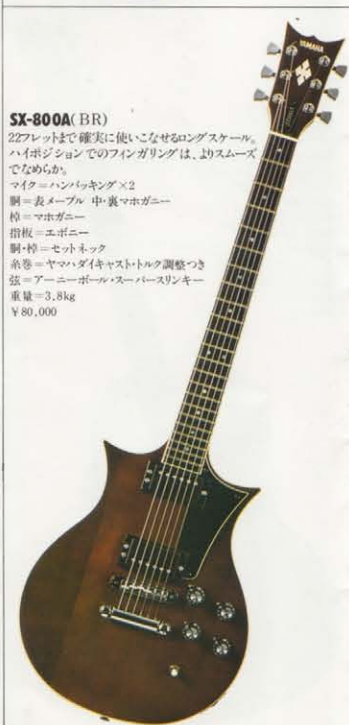 YAMAHA
SX-800A(BR)
22フレットまで確実に使いこなせるロングスケール。
ハイポジションでのフィンガリングは、よりスムーズ
でなめらか。
マイク=ハンバッキング×2
胴=表メープル 中・裏マホガニー
棹=マホガニー
指板=エボニー
胴・棹=セットネック
糸巻=ヤマハダイキャスト・トルク調整つき
弦=アーニーボール・スーパースリンキー
重量=3.8kg
¥80,000